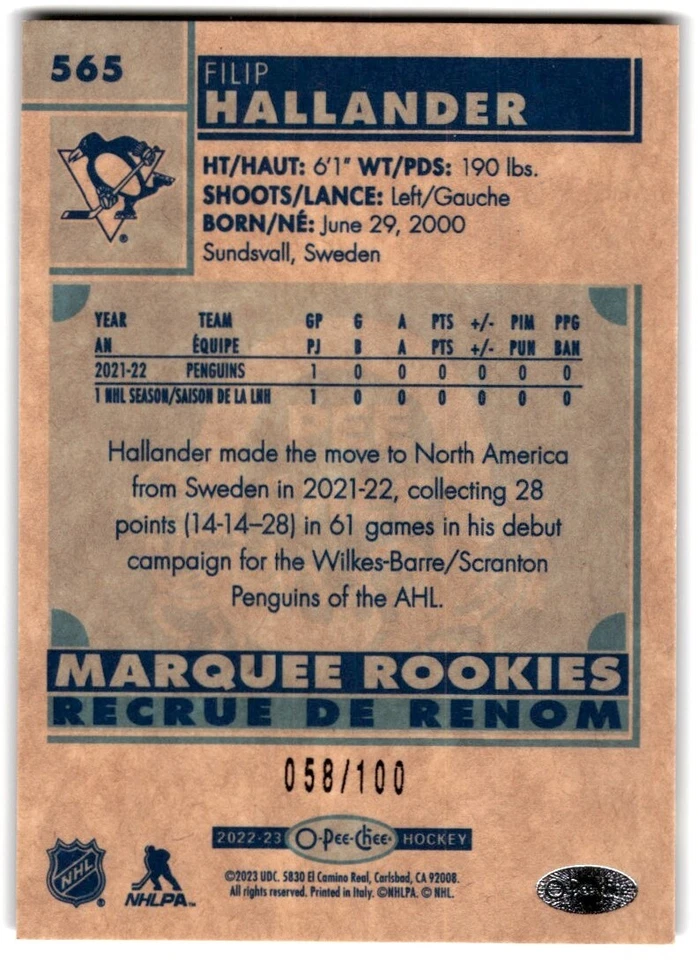 565
FILIP
HALLANDER
HT/HAUT: 6'1" WT/PDS: 190 lbs.
SHOOTS/LANCE: Left/Gauche
BORN/NÉ: June 29, 2000
Sundsvall, Sweden
YEAR TEAM GP G A PTS +/- PIM PPG
AN ÉQUIPE PJ B A PTS +/- PUN BAN
2021-22 PENGUINS 1 0 0 0 0 0 0
1 NHL SEASON/SAISON DE LA LNH 1 0 0 0 0 0 0
Hallander made the move to North America
from Sweden in 2021-22, collecting 28
points (14-14–28) in 61 games in his debut
campaign for the Wilkes-Barre/Scranton
Penguins of the AHL.
MARQUEE ROOKIES
RECRUE DE RENOM
058/100
2022-23 O-Pee-Chee HOCKEY
©2023 UDC. 5830 El Camino Real, Carlsbad, CA 92008.
All rights reserved. Printed in Italy. ©NHLPA. © NHL.
NHL
NHLPA